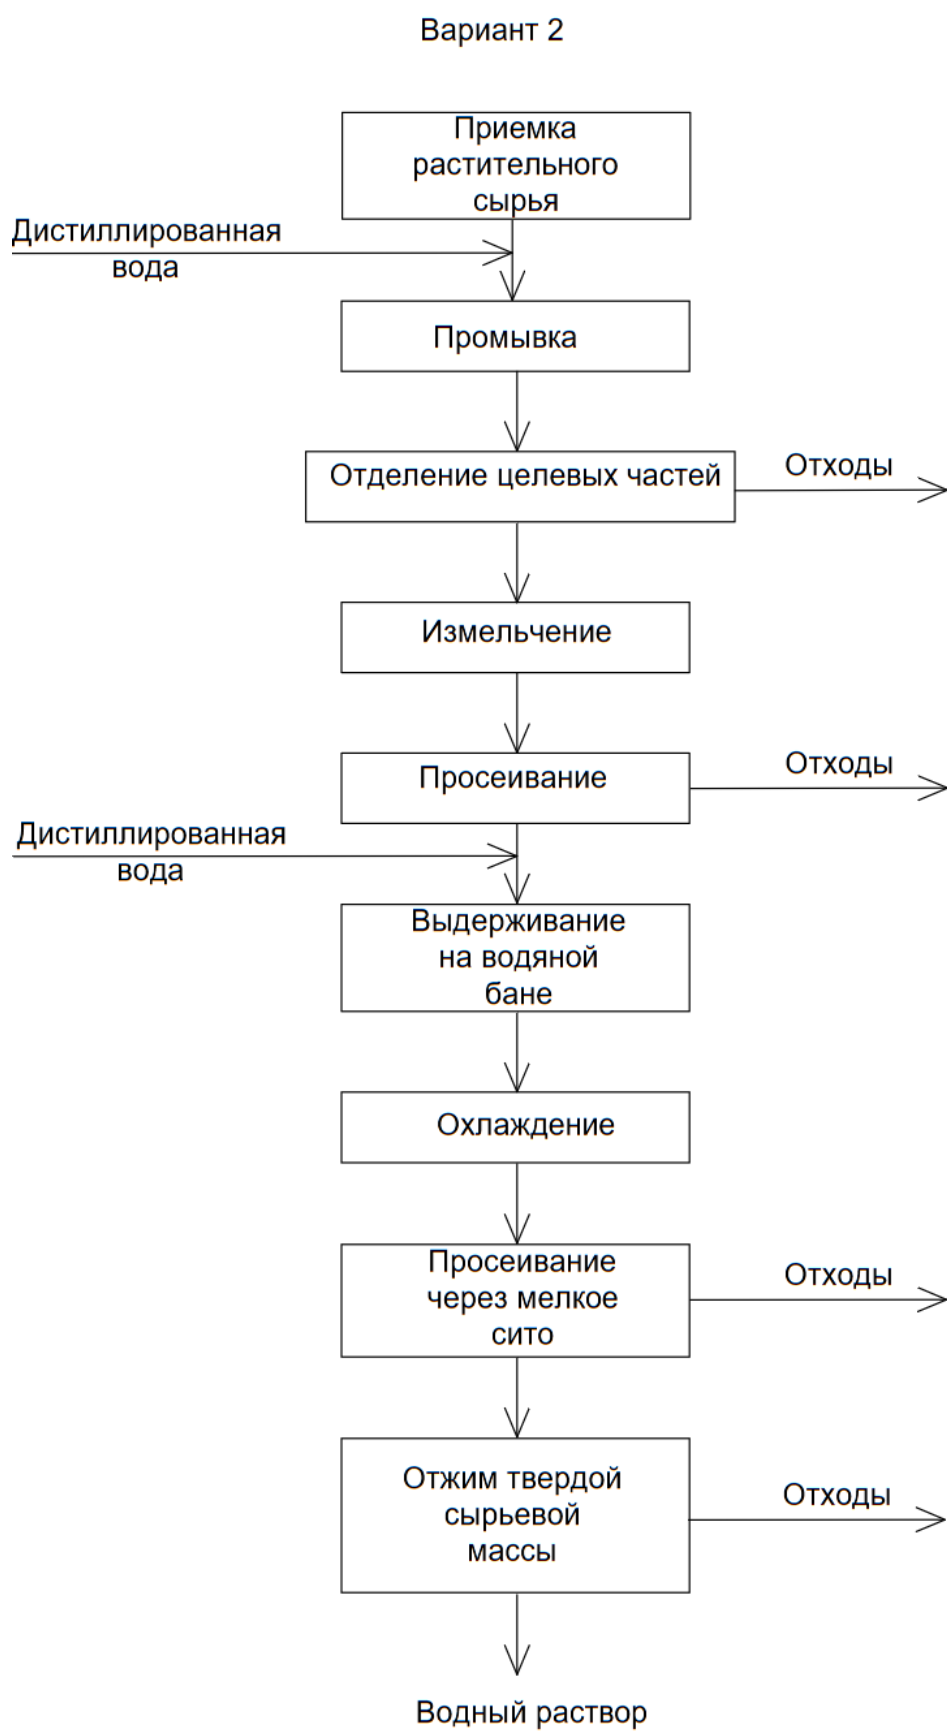 Вариант 2
Приемка
растительного
сырья
Дистиллированная
вода
Промывка
Отделение целевых частей
Отходы
Измельчение
Просеивание
Отходы
Дистиллированная
вода
Выдерживание
на водяной
бане
Охлаждение
Просеивание
через мелкое
сито
Отходы
Отжим твердой
сырьевой
массы
Отходы
Водный раствор